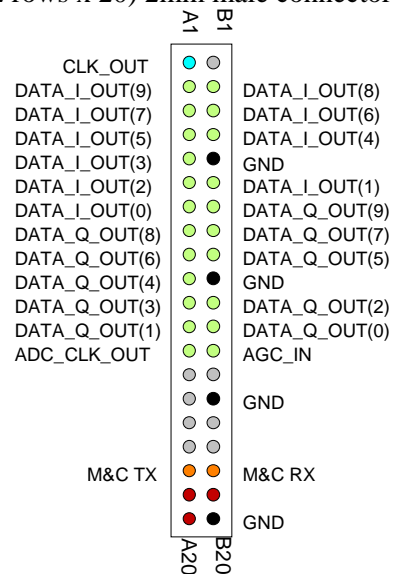 rows x 20) 2mm male connector
A1 B1
CLK_OUT
DATA_I_OUT(9) DATA_I_OUT(8)
DATA_I_OUT(7) DATA_I_OUT(6)
DATA_I_OUT(5) DATA_I_OUT(4)
DATA_I_OUT(3) GND
DATA_I_OUT(2) DATA_I_OUT(1)
DATA_I_OUT(0) DATA_Q_OUT(9)
DATA_Q_OUT(8) DATA_Q_OUT(7)
DATA_Q_OUT(6) DATA_Q_OUT(5)
DATA_Q_OUT(4) GND
DATA_Q_OUT(3) DATA_Q_OUT(2)
DATA_Q_OUT(1) DATA_Q_OUT(0)
ADC_CLK_OUT AGC_IN
GND
M&C TX M&C RX
GND
A20 B20